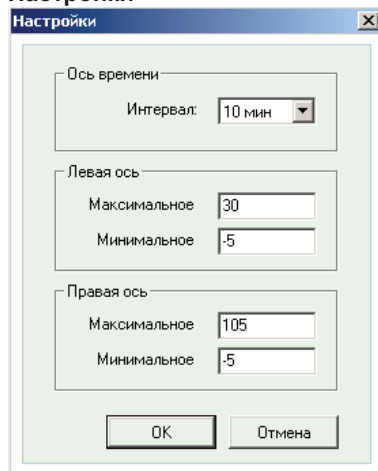 Настройки
Ось времени
Интервал: 10 мин
Левая ось
Максимальное 30
Минимальное -5
Правая ось
Максимальное 105
Минимальное -5
OK Отмена